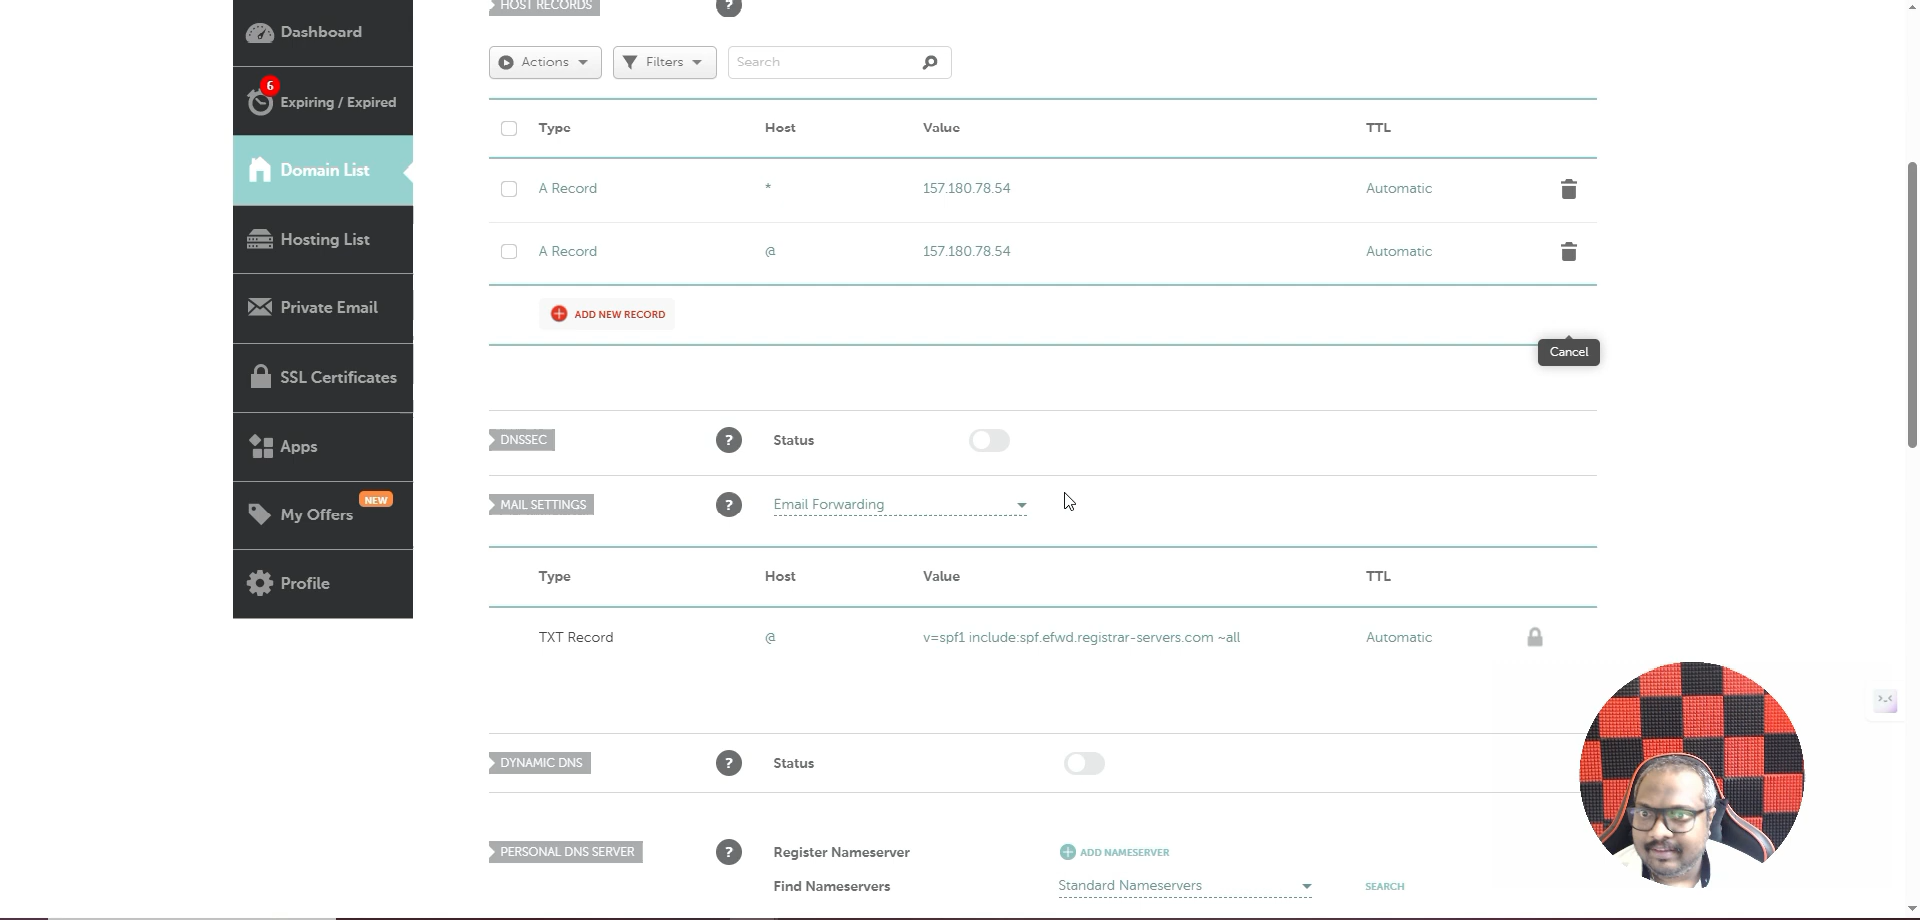 HOST RECORDS
?
Dashboard
Actions
Filters
Search
6
Expiring / Expired
Type Host Value TTL
Domain List
A Record * 157.180.78.54 Automatic
Hosting List
A Record @ 157.180.78.54 Automatic
Private Email
ADD NEW RECORD
Cancel
SSL Certificates
DNSSEC ? Status
Apps
NEW
My Offers
MAIL SETTINGS ? Email Forwarding
Profile
Type Host Value TTL
TXT Record @ v=spf1 include:spf.efwd.registrar-servers.com ~all Automatic
DYNAMIC DNS ? Status
PERSONAL DNS SERVER ? Register Nameserver ADD NAMESERVER
Find Nameservers Standard Nameservers SEARCH